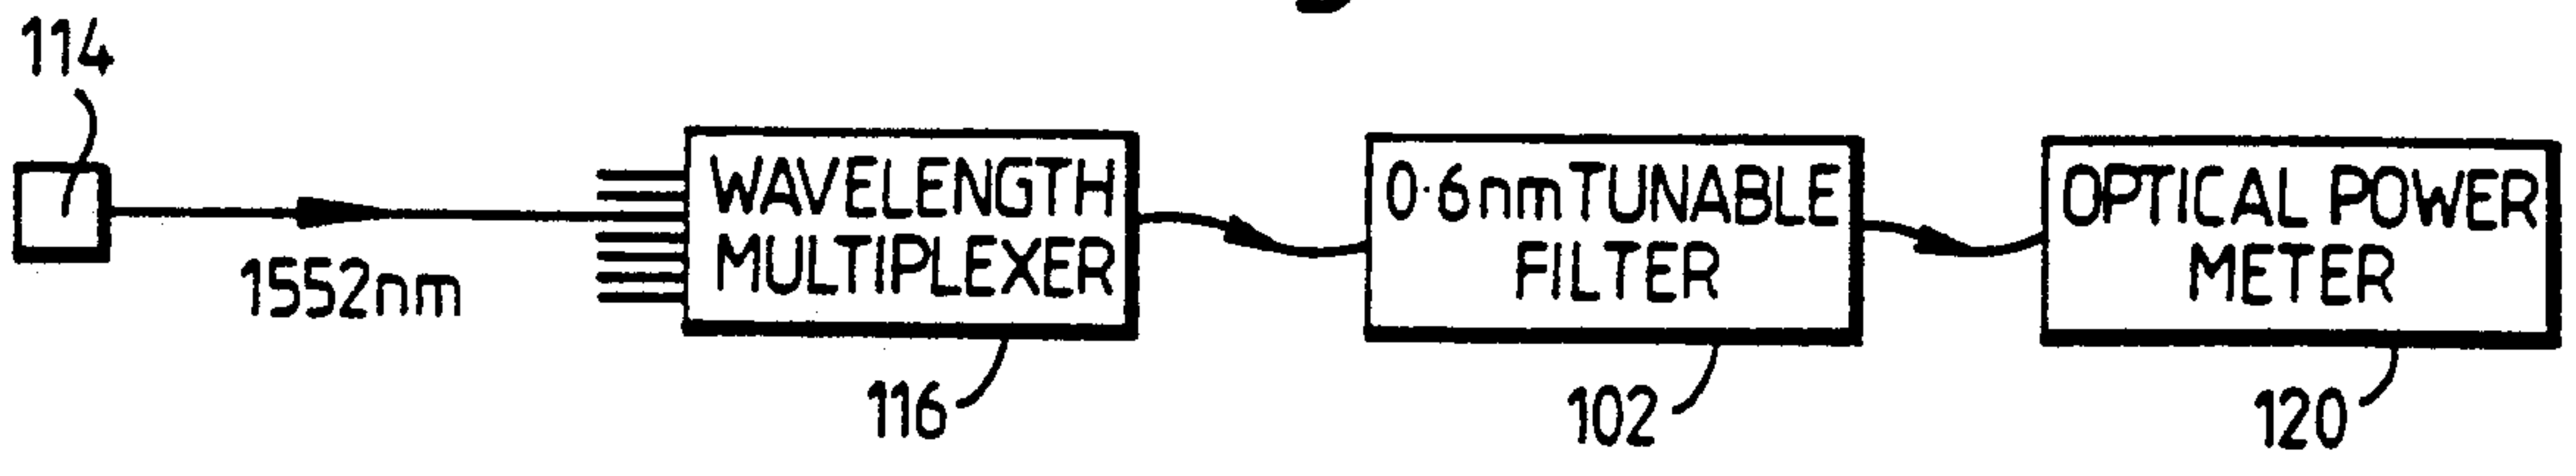 114
1552nm
WAVELENGTH
MULTIPLEXER
116
0·6nm TUNABLE
FILTER
102
OPTICAL POWER
METER
120